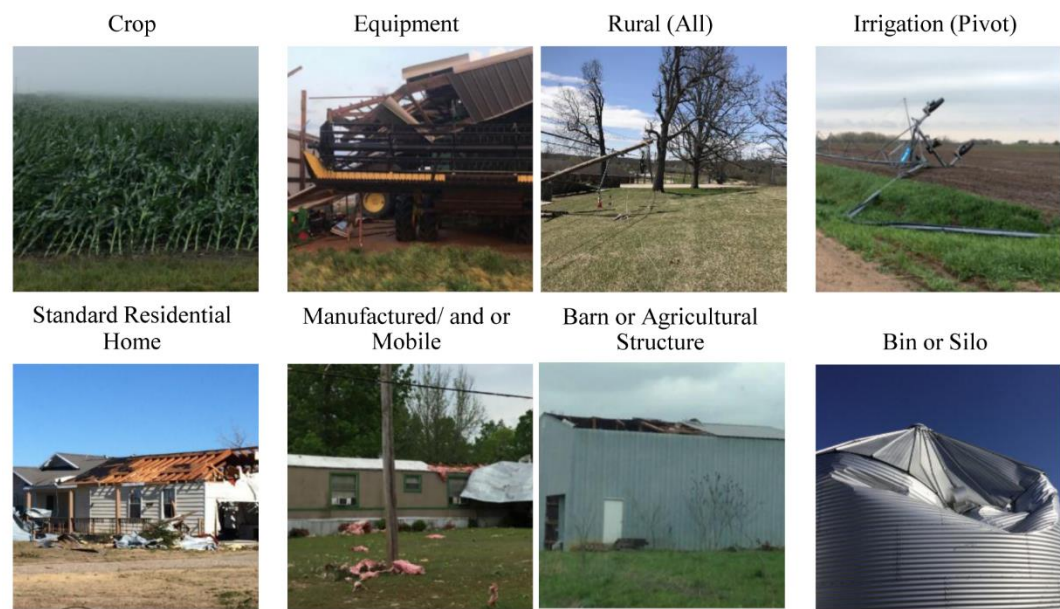 Crop
Equipment
Rural (All)
Irrigation (Pivot)
Standard Residential
Home
Manufactured/ and or
Mobile
Barn or Agricultural
Structure
Bin or Silo